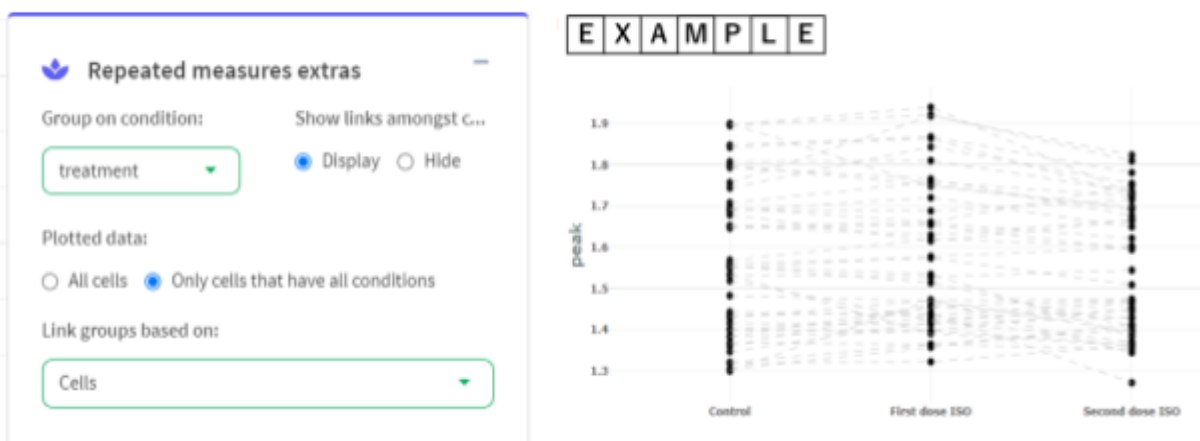 Repeated measures extras
Group on condition:
Show links amongst c...
treatment
Display
Hide
Plotted data:
All cells
Only cells that have all conditions
Link groups based on:
Cells
EXAMPLE
peak
1.9
1.8
1.7
1.6
1.5
1.4
1.3
Control
First dose ISO
Second dose ISO